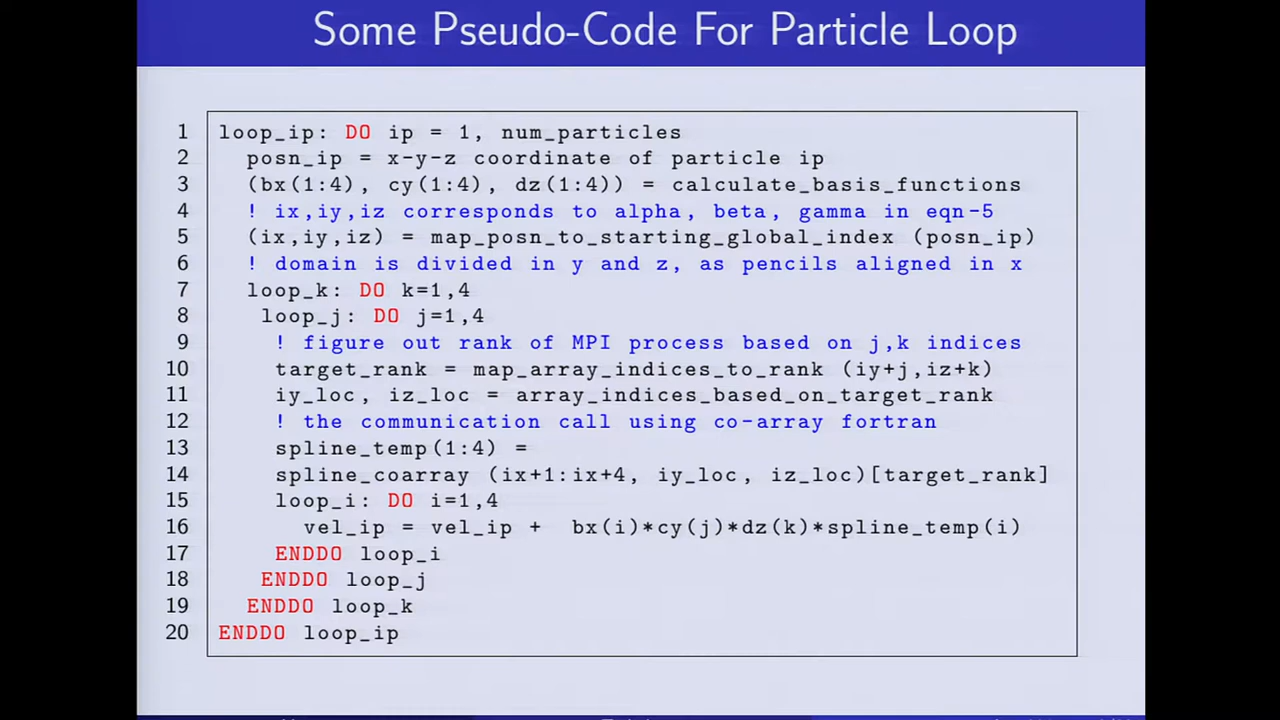 Some Pseudo-Code For Particle Loop
1 loop_ip: DO ip = 1, num_particles
2 posn_ip = x-y-z coordinate of particle ip
3 (bx(1:4), cy(1:4), dz(1:4)) = calculate_basis_functions
4 ! ix,iy,iz corresponds to alpha, beta, gamma in eqn-5
5 (ix,iy,iz) = map_posn_to_starting_global_index (posn_ip)
6 ! domain is divided in y and z, as pencils aligned in x
7 loop_k: DO k=1,4
8 loop_j: DO j=1,4
9 ! figure out rank of MPI process based on j,k indices
10 target_rank = map_array_indices_to_rank (iy+j,iz+k)
11 iy_loc, iz_loc = array_indices_based_on_target_rank
12 ! the communication call using co-array fortran
13 spline_temp(1:4) =
14 spline_coarray (ix+1:ix+4, iy_loc, iz_loc)[target_rank]
15 loop_i: DO i=1,4
16 vel_ip = vel_ip + bx(i)*cy(j)*dz(k)*spline_temp(i)
17 ENDDO loop_i
18 ENDDO loop_j
19 ENDDO loop_k
20 ENDDO loop_ip